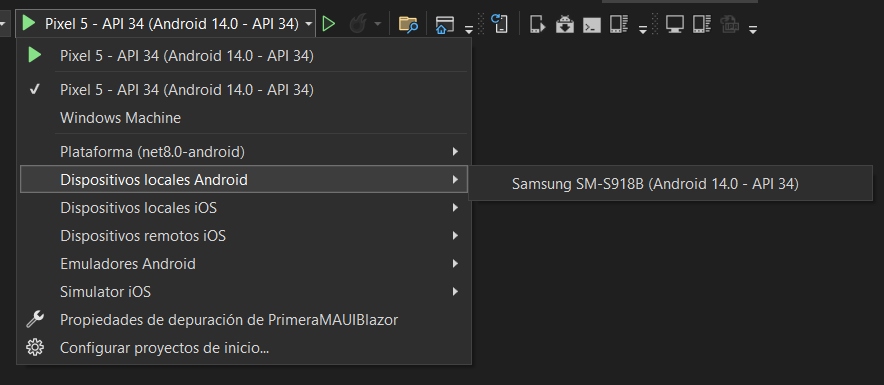 Pixel 5 - API 34 (Android 14.0 - API 34)
Pixel 5 - API 34 (Android 14.0 - API 34)
Pixel 5 - API 34 (Android 14.0 - API 34)
Windows Machine
Plataforma (net8.0-android)
Dispositivos locales Android
Samsung SM-S918B (Android 14.0 - API 34)
Dispositivos locales iOS
Dispositivos remotos iOS
Emuladores Android
Simulator iOS
Propiedades de depuración de PrimeraMAUIBlazor
Configurar proyectos de inicio...